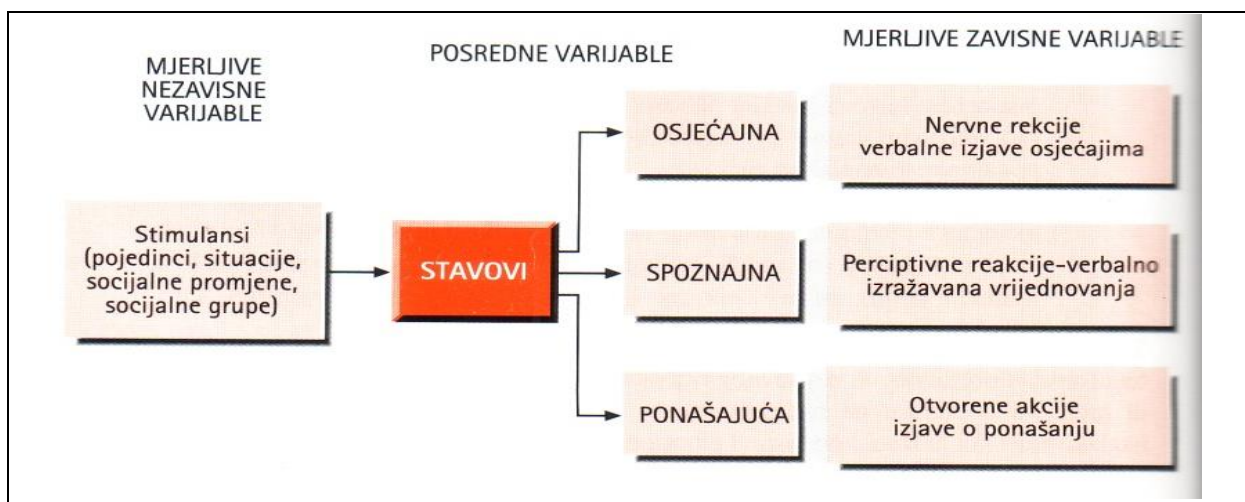 MJERLJIVE
NEZAVISNE
VARIJABLE
POSREDNE VARIJABLE
MJERLJIVE ZAVISNE VARIJABLE
Stimulansi
(pojedinci, situacije,
socijalne promjene,
socijalne grupe)
STAVOVI
OSJEĆAJNA
Nervne rekcije
verbalne izjave osjećajima
SPOZNAJNA
Perciptivne reakcije-verbalno
izražavana vrijednovanja
PONAŠAJUĆA
Otvorene akcije
izjave o ponašanju